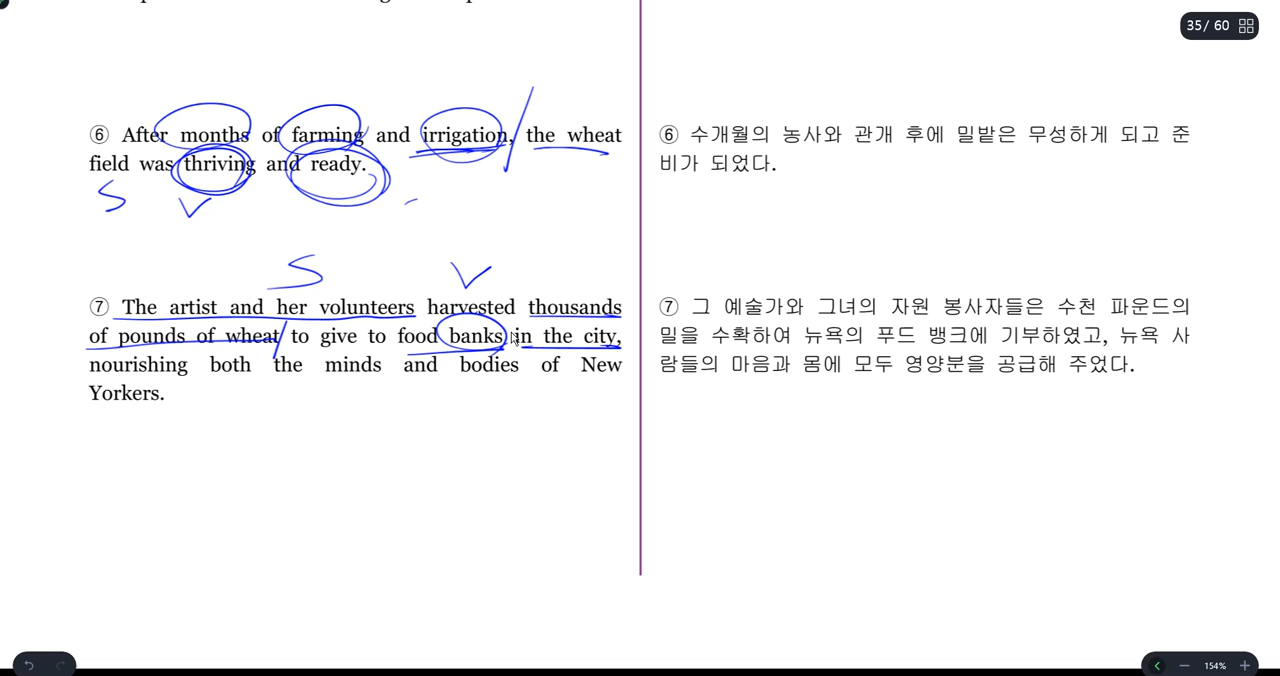 35/ 60
⑥ After months of farming and irrigation, the wheat
field was thriving and ready.
S V
⑥ 수개월의 농사와 관개 후에 밀밭은 무성하게 되고 준
비가 되었다.
S V
⑦ The artist and her volunteers harvested thousands
of pounds of wheat to give to food banks in the city,
nourishing both the minds and bodies of New
Yorkers.
⑦ 그 예술가와 그녀의 자원 봉사자들은 수천 파운드의
밀을 수확하여 뉴욕의 푸드 뱅크에 기부하였고, 뉴욕 사
람들의 마음과 몸에 모두 영양분을 공급해 주었다.
154%